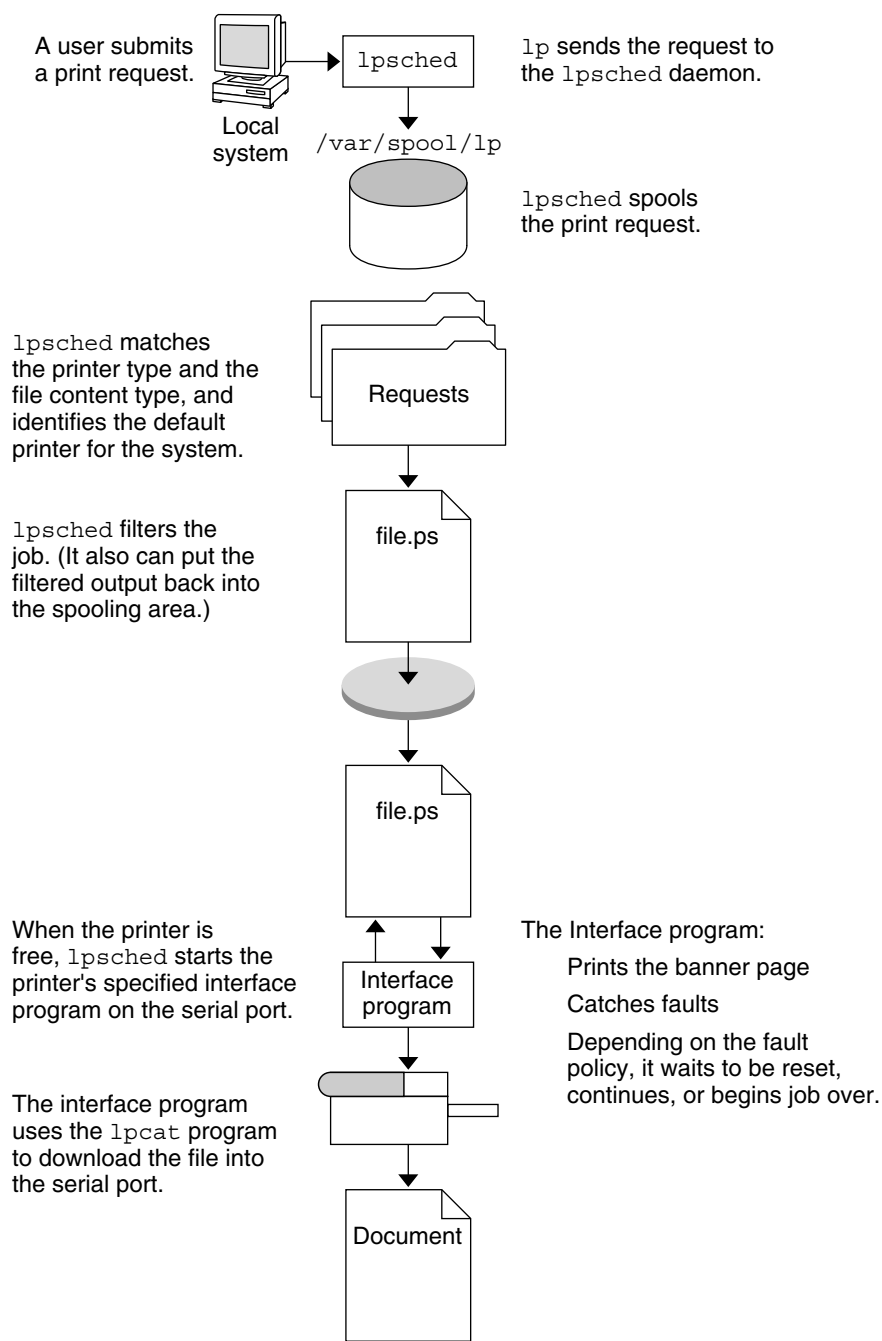 A user submits
a print request.
Local
system
lpsched
lp sends the request to
the lpsched daemon.
/var/spool/lp
lpsched spools
the print request.
lpsched matches
the printer type and the
file content type, and
identifies the default
printer for the system.
Requests
lpsched filters the
job. (It also can put the
filtered output back into
the spooling area.)
file.ps
file.ps
When the printer is
free, lpsched starts the
printer's specified interface
program on the serial port.
Interface
program
The Interface program:
Prints the banner page
Catches faults
Depending on the fault
policy, it waits to be reset,
continues, or begins job over.
The interface program
uses the lpcat program
to download the file into
the serial port.
Document